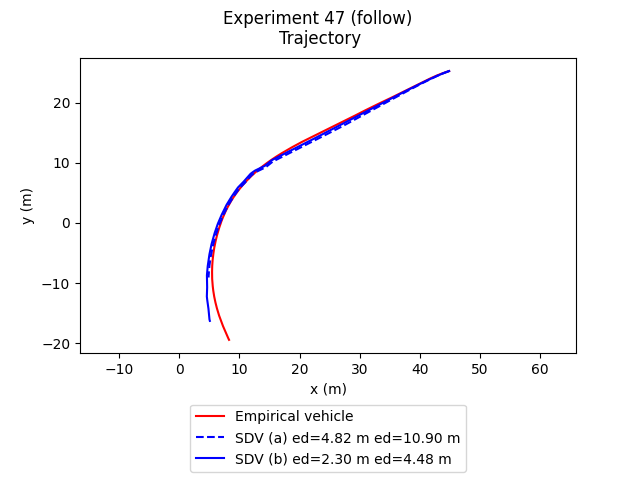 Experiment 47 (follow)
Trajectory
20
10
0
−10
−20
y (m)
−10 0 10 20 30 40 50 60
x (m)
Empirical vehicle
SDV (a) ed=4.82 m ed=10.90 m
SDV (b) ed=2.30 m ed=4.48 m